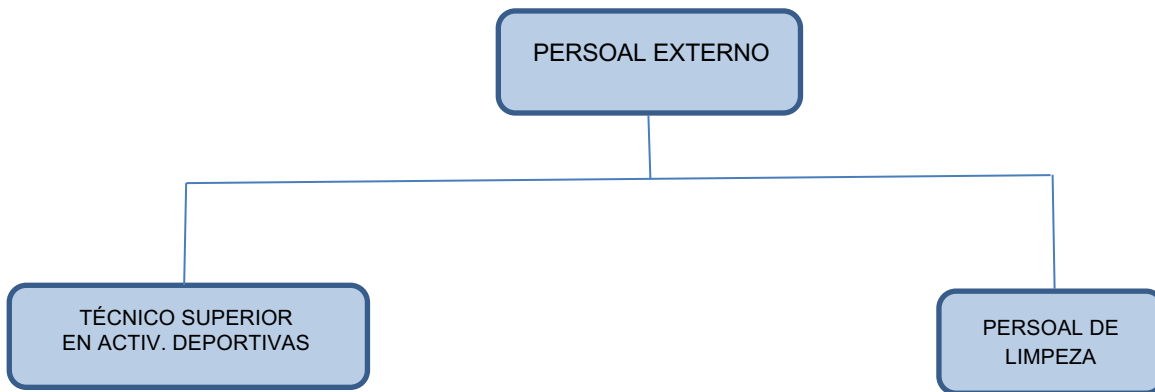 PERSOAL EXTERNO
TÉCNICO SUPERIOR
EN ACTIV. DEPORTIVAS
PERSOAL DE
LIMPEZA